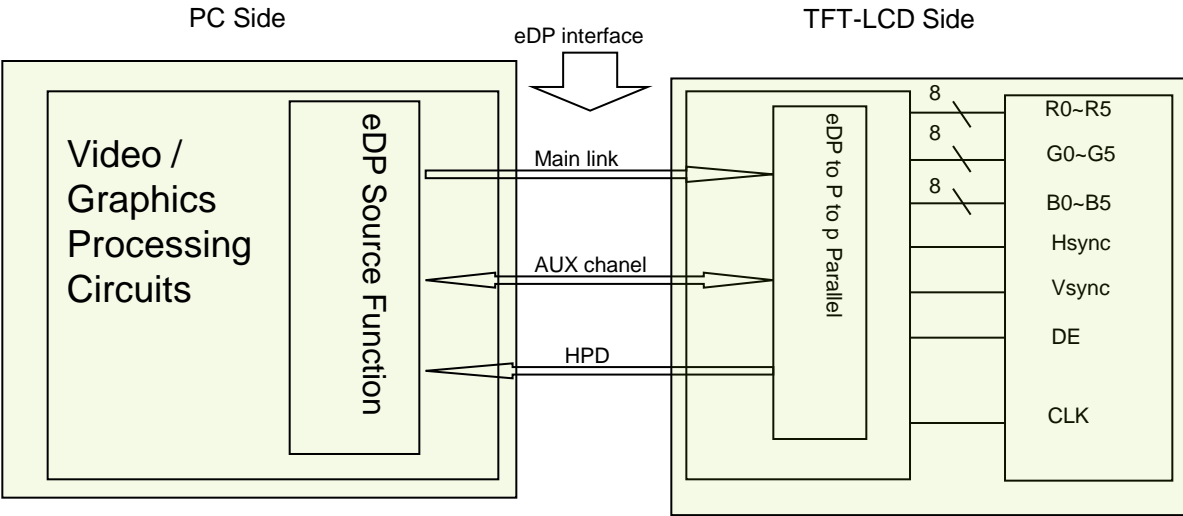 PC Side
eDP interface
TFT-LCD Side
Video /
Graphics
Processing
Circuits
eDP Source Function
Main link
AUX chanel
HPD
eDP to P to p Parallel
8
R0~R5
8
G0~G5
8
B0~B5
Hsync
Vsync
DE
CLK